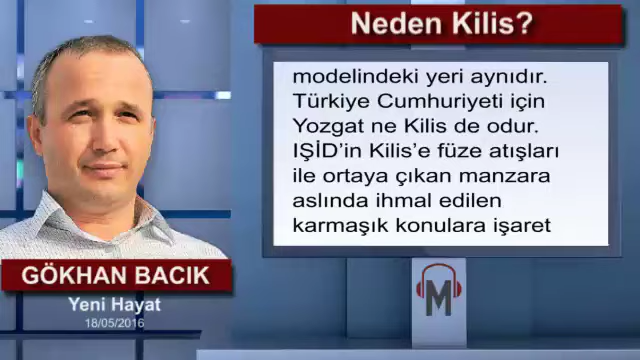 Neden Kilis?
modelindeki yeri aynıdır.
Türkiye Cumhuriyeti için
Yozgat ne Kilis de odur.
IŞİD'in Kilis'e füze atışları
ile ortaya çıkan manzara
aslında ihmal edilen
karmaşık konulara işaret
GÖKHAN BACIK
Yeni Hayat
18/05/2016
M